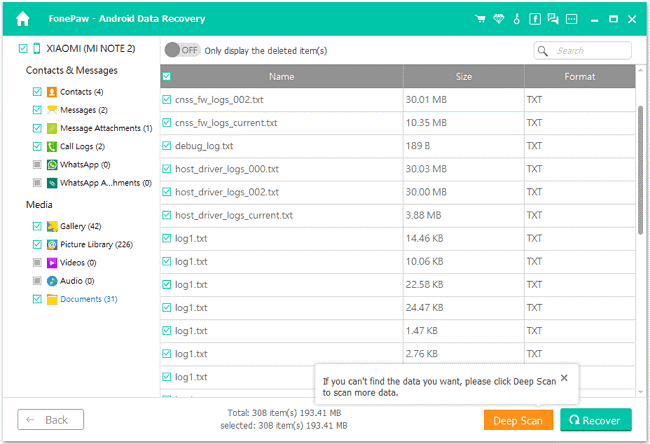 FonePaw - Android Data Recovery
XIAOMI (MI NOTE 2)
OFF
Only display the deleted item(s)
Search
Contacts & Messages
Contacts (4)
Messages (2)
Message Attachments (1)
Call Logs (2)
WhatsApp (0)
WhatsApp A...hments (0)
Media
Gallery (42)
Picture Library (226)
Videos (0)
Audio (0)
Documents (31)
Name Size Format
cnss_fw_logs_002.txt 30.01 MB TXT
cnss_fw_logs_current.txt 10.35 MB TXT
debug_log.txt 189 B TXT
host_driver_logs_000.txt 30.03 MB TXT
host_driver_logs_002.txt 30.00 MB TXT
host_driver_logs_current.txt 3.88 MB TXT
log1.txt 14.46 KB TXT
log1.txt 10.06 KB TXT
log1.txt 22.58 KB TXT
log1.txt 24.47 KB TXT
log1.txt 1.47 KB TXT
log1.txt 2.76 KB TXT
log1.txt
If you can't find the data you want, please click Deep Scan
to scan more data.
Back
Total: 308 item(s) 193.41 MB
selected: 308 item(s) 193.41 MB
Deep Scan
Recover